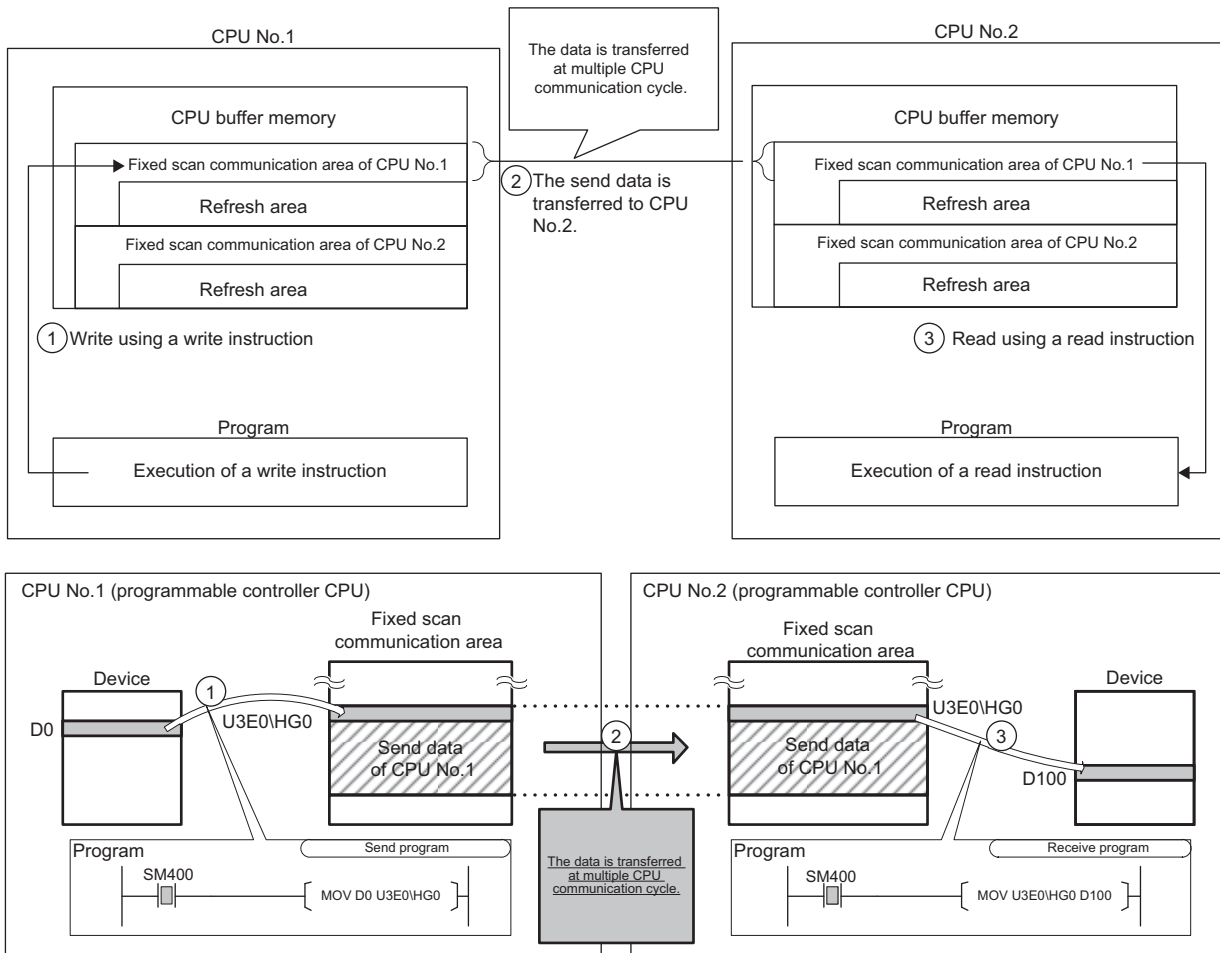 CPU No.1
The data is transferred
at multiple CPU
communication cycle.
CPU No.2
CPU buffer memory
Fixed scan communication area of CPU No.1
Refresh area
Fixed scan communication area of CPU No.2
Refresh area
2 The send data is
transferred to CPU
No.2.
CPU buffer memory
Fixed scan communication area of CPU No.1
Refresh area
Fixed scan communication area of CPU No.2
Refresh area
1 Write using a write instruction
3 Read using a read instruction
Program
Execution of a write instruction
Program
Execution of a read instruction
CPU No.1 (programmable controller CPU)
Fixed scan
communication area
Device
1
D0
U3E0\HG0
Send data
of CPU No.1
2
The data is transferred
at multiple CPU
communication cycle.
Program
Send program
SM400
MOV D0 U3E0\HG0
CPU No.2 (programmable controller CPU)
Fixed scan
communication area
Device
U3E0\HG0
3
Send data
of CPU No.1
D100
Program
Receive program
SM400
MOV U3E0\HG0 D100